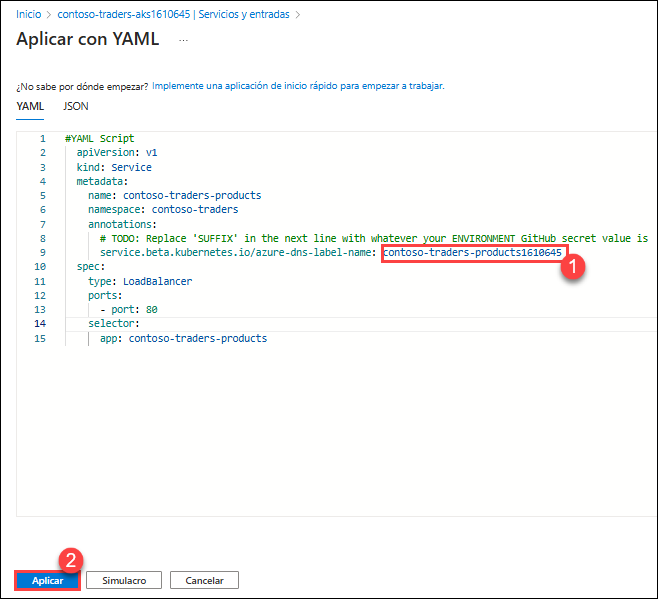 Inicio > contoso-traders-aks1610645 | Servicios y entradas >
Aplicar con YAML ...
¿No sabe por dónde empezar? Implemente una aplicación de inicio rápido para empezar a trabajar.
YAML JSON
1 #YAML Script
2 apiVersion: v1
3 kind: Service
4 metadata:
5 name: contoso-traders-products
6 namespace: contoso-traders
7 annotations:
8 # TODO: Replace 'SUFFIX' in the next line with whatever your ENVIRONMENT GitHub secret value is
9 service.beta.kubernetes.io/azure-dns-label-name: contoso-traders-products1610645
1
10 spec:
11 type: LoadBalancer
12 ports:
13 - port: 80
14 selector:
15 app: contoso-traders-products
2
Aplicar Simulacro Cancelar